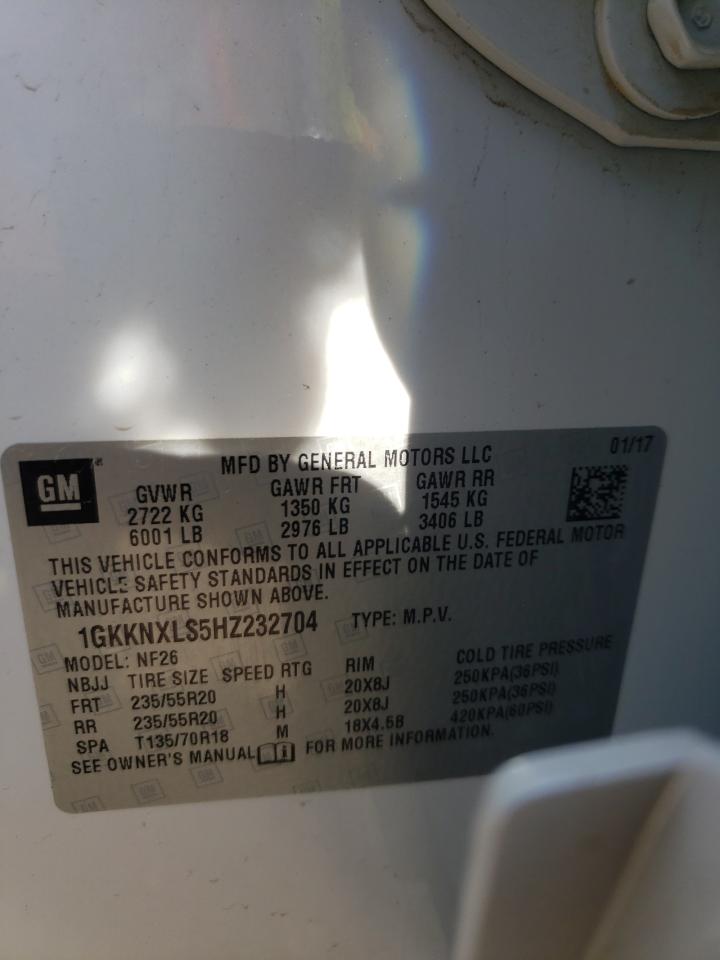 GM
MFD BY GENERAL MOTORS LLC 01/17
GVWR GAWR FRT GAWR RR
2722 KG 1350 KG 1545 KG
6001 LB 2976 LB 3406 LB
THIS VEHICLE CONFORMS TO ALL APPLICABLE U.S. FEDERAL MOTOR
VEHICLE SAFETY STANDARDS IN EFFECT ON THE DATE OF
MANUFACTURE SHOWN ABOVE.
1GKKNXLS5HZ232704 TYPE: M.P.V.
MODEL: NF26
NBJJ TIRE SIZE SPEED RTG RIM COLD TIRE PRESSURE
FRT 235/55R20 H 20X8J 250KPA(36PSI)
RR 235/55R20 H 20X8J 250KPA(36PSI)
SPA T135/70R18 M 18X4.5B 420KPA(60PSI)
SEE OWNER'S MANUAL FOR MORE INFORMATION.